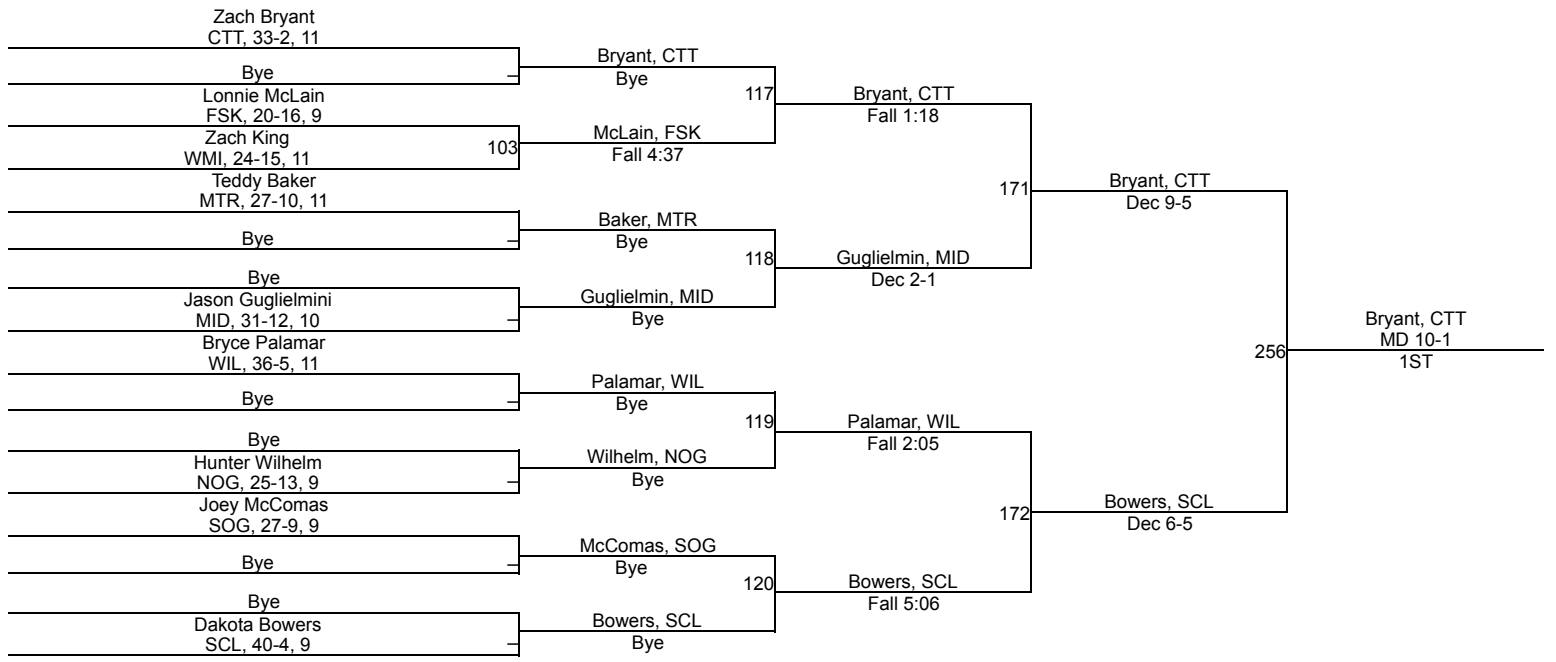 Zach Bryant
CTT, 33-2, 11
Bye
Lonnie McLain
FSK, 20-16, 9
Zach King
WMI, 24-15, 11
103
Teddy Baker
MTR, 27-10, 11
Bye
Bye
Jason Guglielmini
MID, 31-12, 10
Bryce Palamar
WIL, 36-5, 11
Bye
Bye
Hunter Wilhelm
NOG, 25-13, 9
Joey McComas
SOG, 27-9, 9
Bye
Bye
Dakota Bowers
SCL, 40-4, 9
Bryant, CTT
Bye
117
McLain, FSK
Fall 4:37
Baker, MTR
Bye
118
Guglielmin, MID
Bye
Palamar, WIL
Bye
119
Wilhelm, NOG
Bye
McComas, SOG
Bye
120
Bowers, SCL
Bye
Bryant, CTT
Fall 1:18
171
Guglielmin, MID
Dec 2-1
Palamar, WIL
Fall 2:05
172
Bowers, SCL
Fall 5:06
Bryant, CTT
Dec 9-5
256
Bowers, SCL
Dec 6-5
Bryant, CTT
MD 10-1
1ST